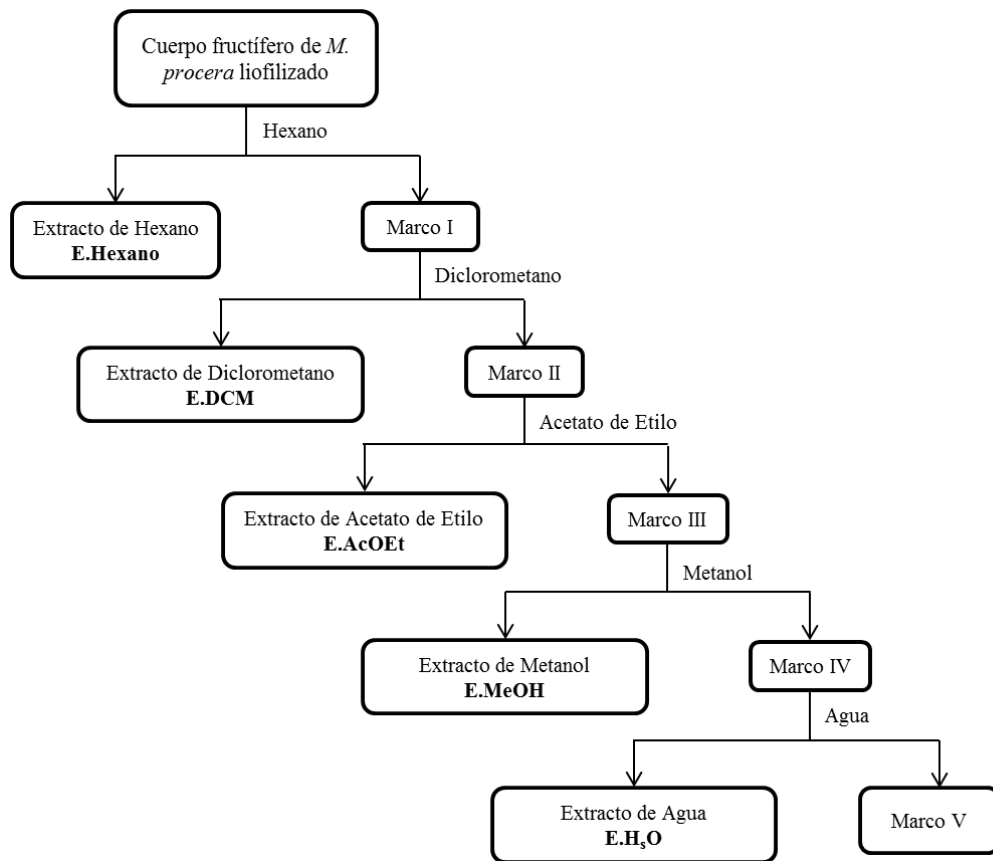 Cuerpo fructífero de M.
procera liofilizado
Hexano
Extracto de Hexano
E.Hexano
Marco I
Diclorometano
Extracto de Diclorometano
E.DCM
Marco II
Acetato de Etilo
Extracto de Acetato de Etilo
E.AcOEt
Marco III
Metanol
Extracto de Metanol
E.MeOH
Marco IV
Agua
Extracto de Agua
E.HₛO
Marco V